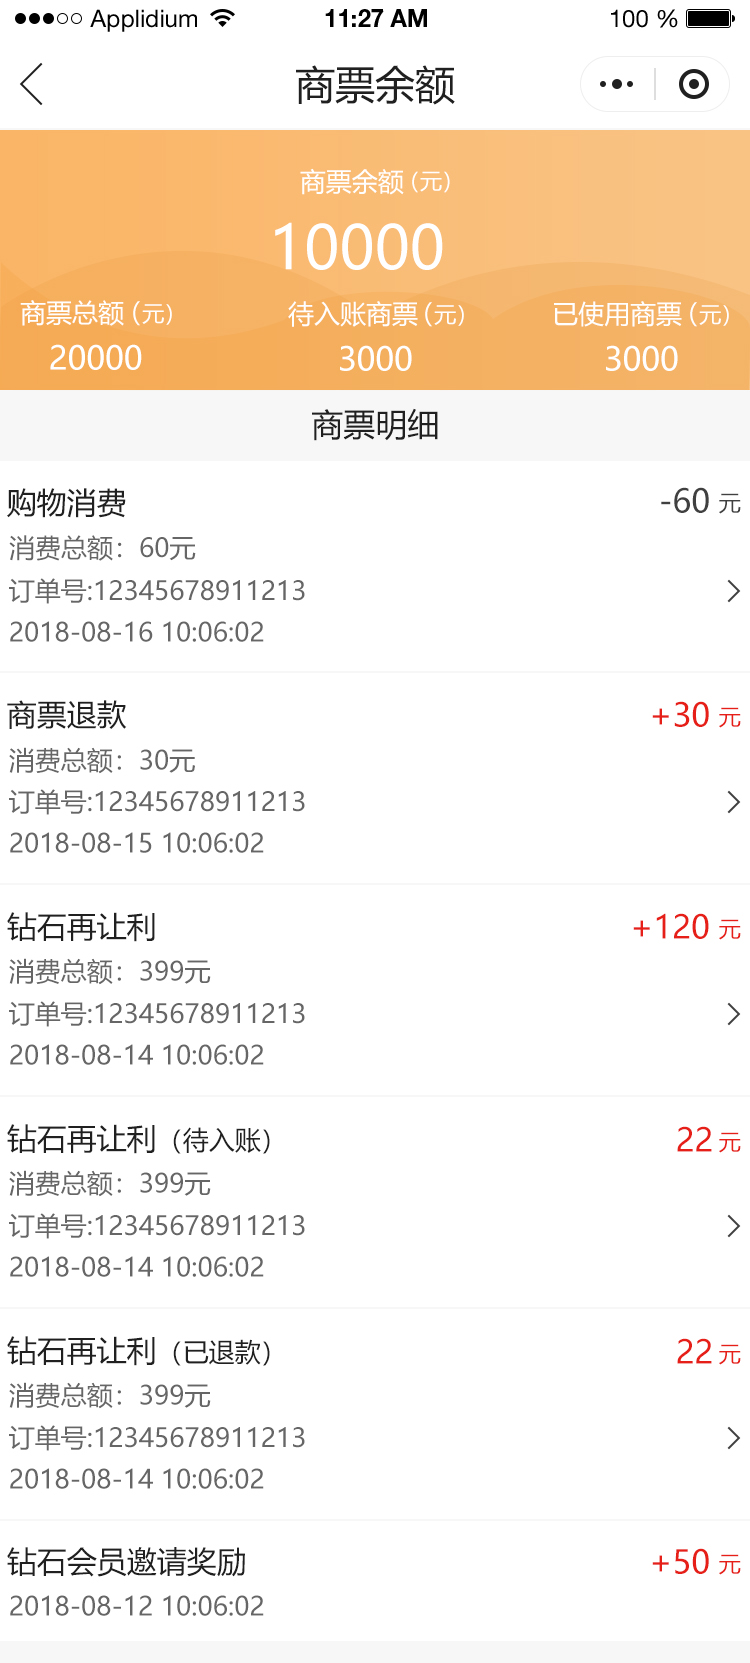 Applidium 11:27 AM 100 %
商票余额
商票余额(元)
10000
商票总额(元) 待入账商票(元) 已使用商票(元)
20000 3000 3000
商票明细
购物消费 -60 元
消费总额：60元
订单号:12345678911213
2018-08-16 10:06:02
商票退款 +30 元
消费总额：30元
订单号:12345678911213
2018-08-15 10:06:02
钻石再让利 +120 元
消费总额：399元
订单号:12345678911213
2018-08-14 10:06:02
钻石再让利（待入账） 22 元
消费总额：399元
订单号:12345678911213
2018-08-14 10:06:02
钻石再让利（已退款） 22 元
消费总额：399元
订单号:12345678911213
2018-08-14 10:06:02
钻石会员邀请奖励 +50 元
2018-08-12 10:06:02